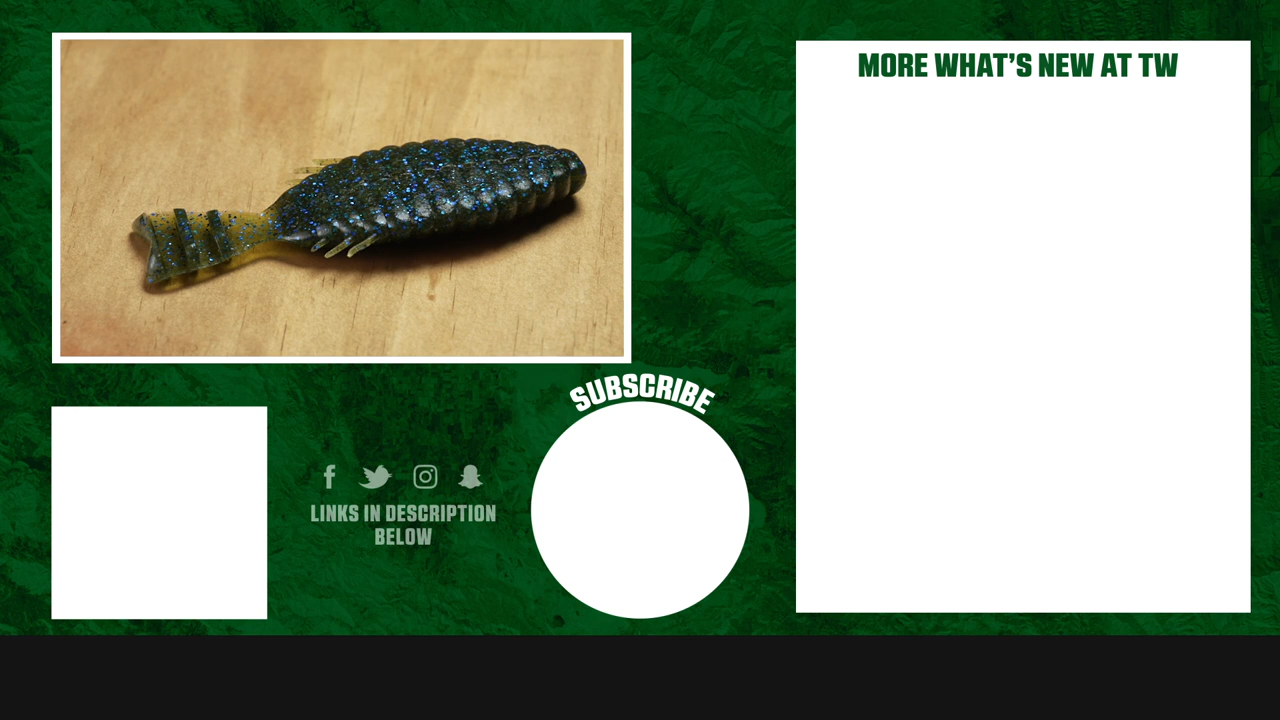 MORE WHAT'S NEW AT TW
SUBSCRIBE
LINKS IN DESCRIPTION
BELOW